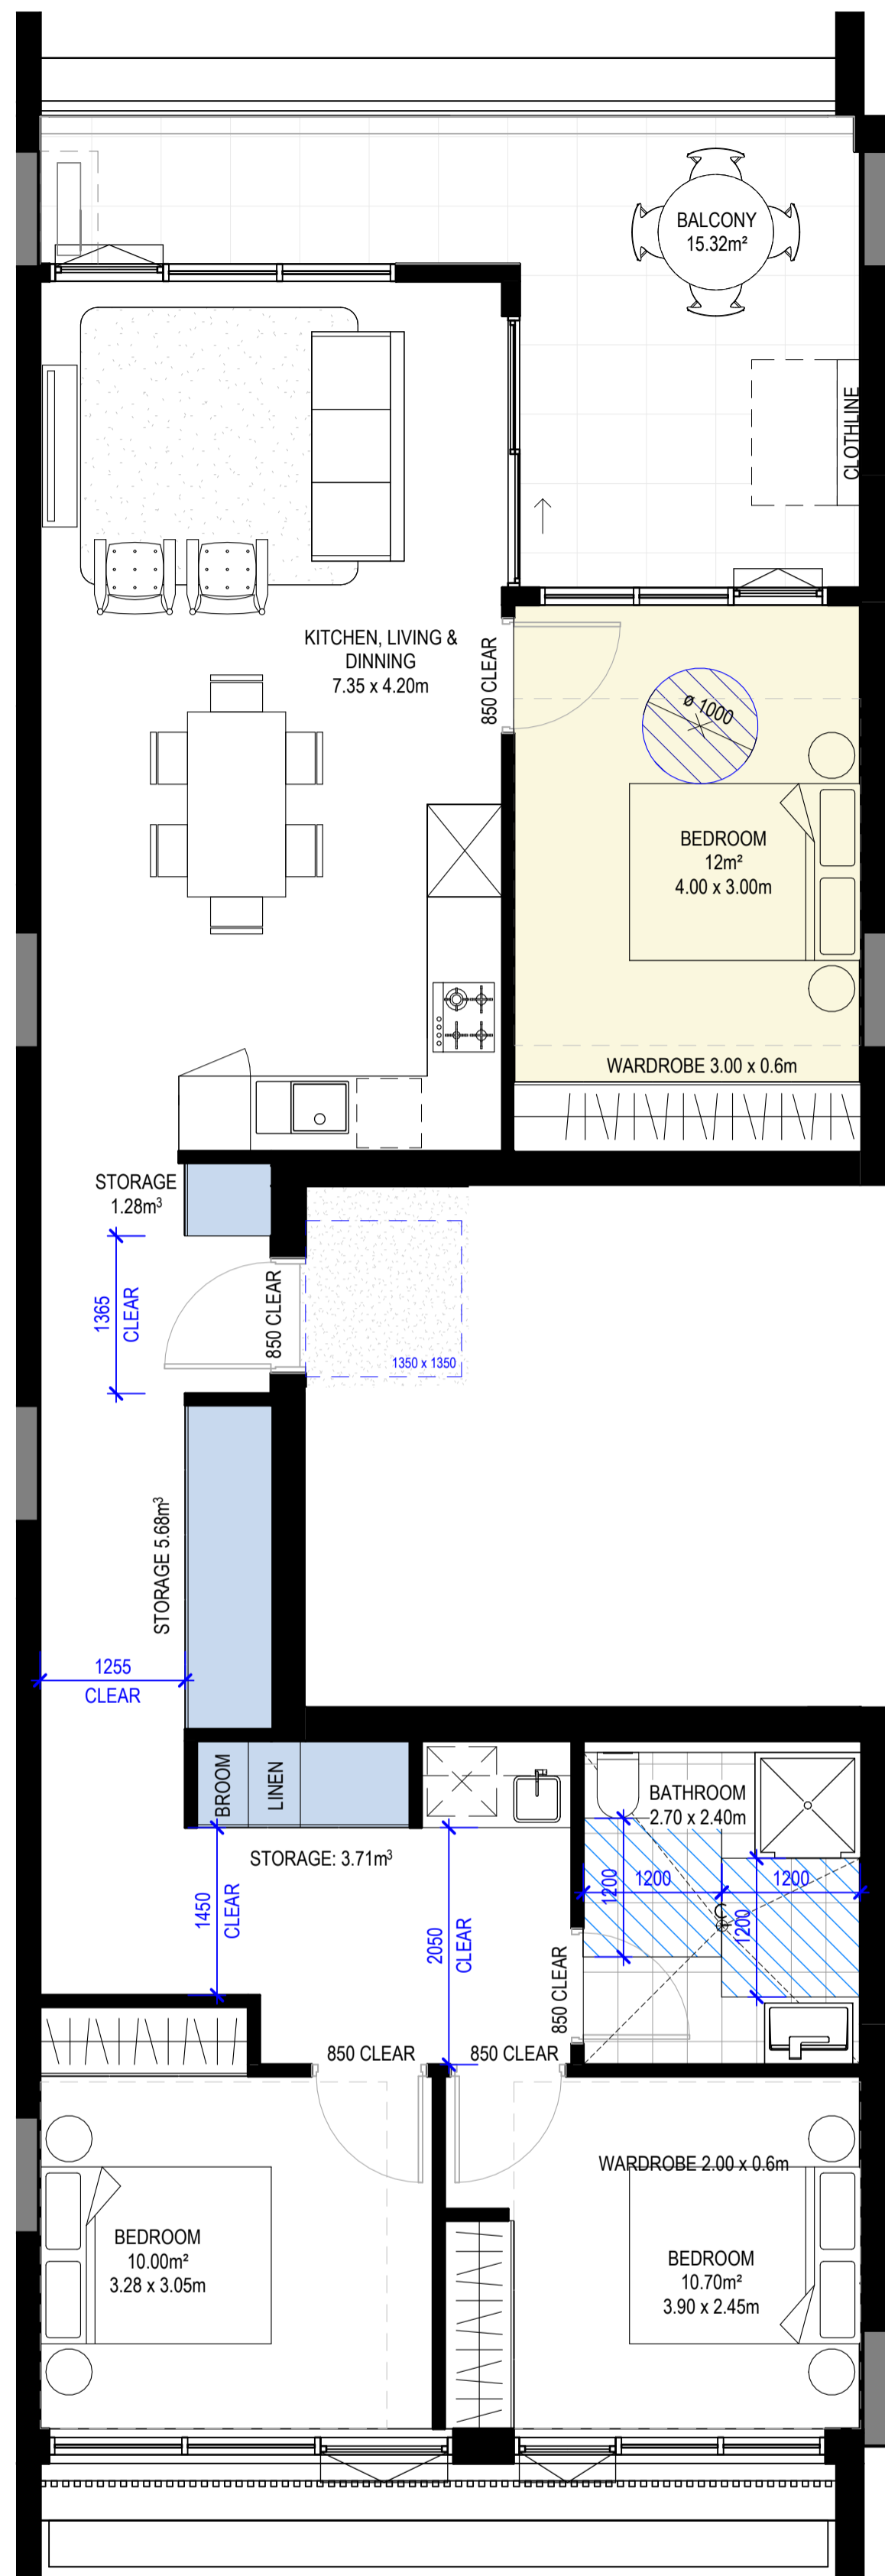 BALCONY
15.32m²
CLOTHLINE
KITCHEN, LIVING &
DINNING
7.35 x 4.20m
850 CLEAR
ø 1000
BEDROOM
12m²
4.00 x 3.00m
WARDROBE 3.00 x 0.6m
STORAGE
1.28m³
1365
CLEAR
850 CLEAR
1350 x 1350
STORAGE 5.68m³
1255
CLEAR
BROOM
LINEN
STORAGE: 3.71m³
1450
CLEAR
2050
CLEAR
BATHROOM
2.70 x 2.40m
1200
1200
1200
1200
850 CLEAR
850 CLEAR
850 CLEAR
WARDROBE 2.00 x 0.6m
BEDROOM
10.00m²
3.28 x 3.05m
BEDROOM
10.70m²
3.90 x 2.45m